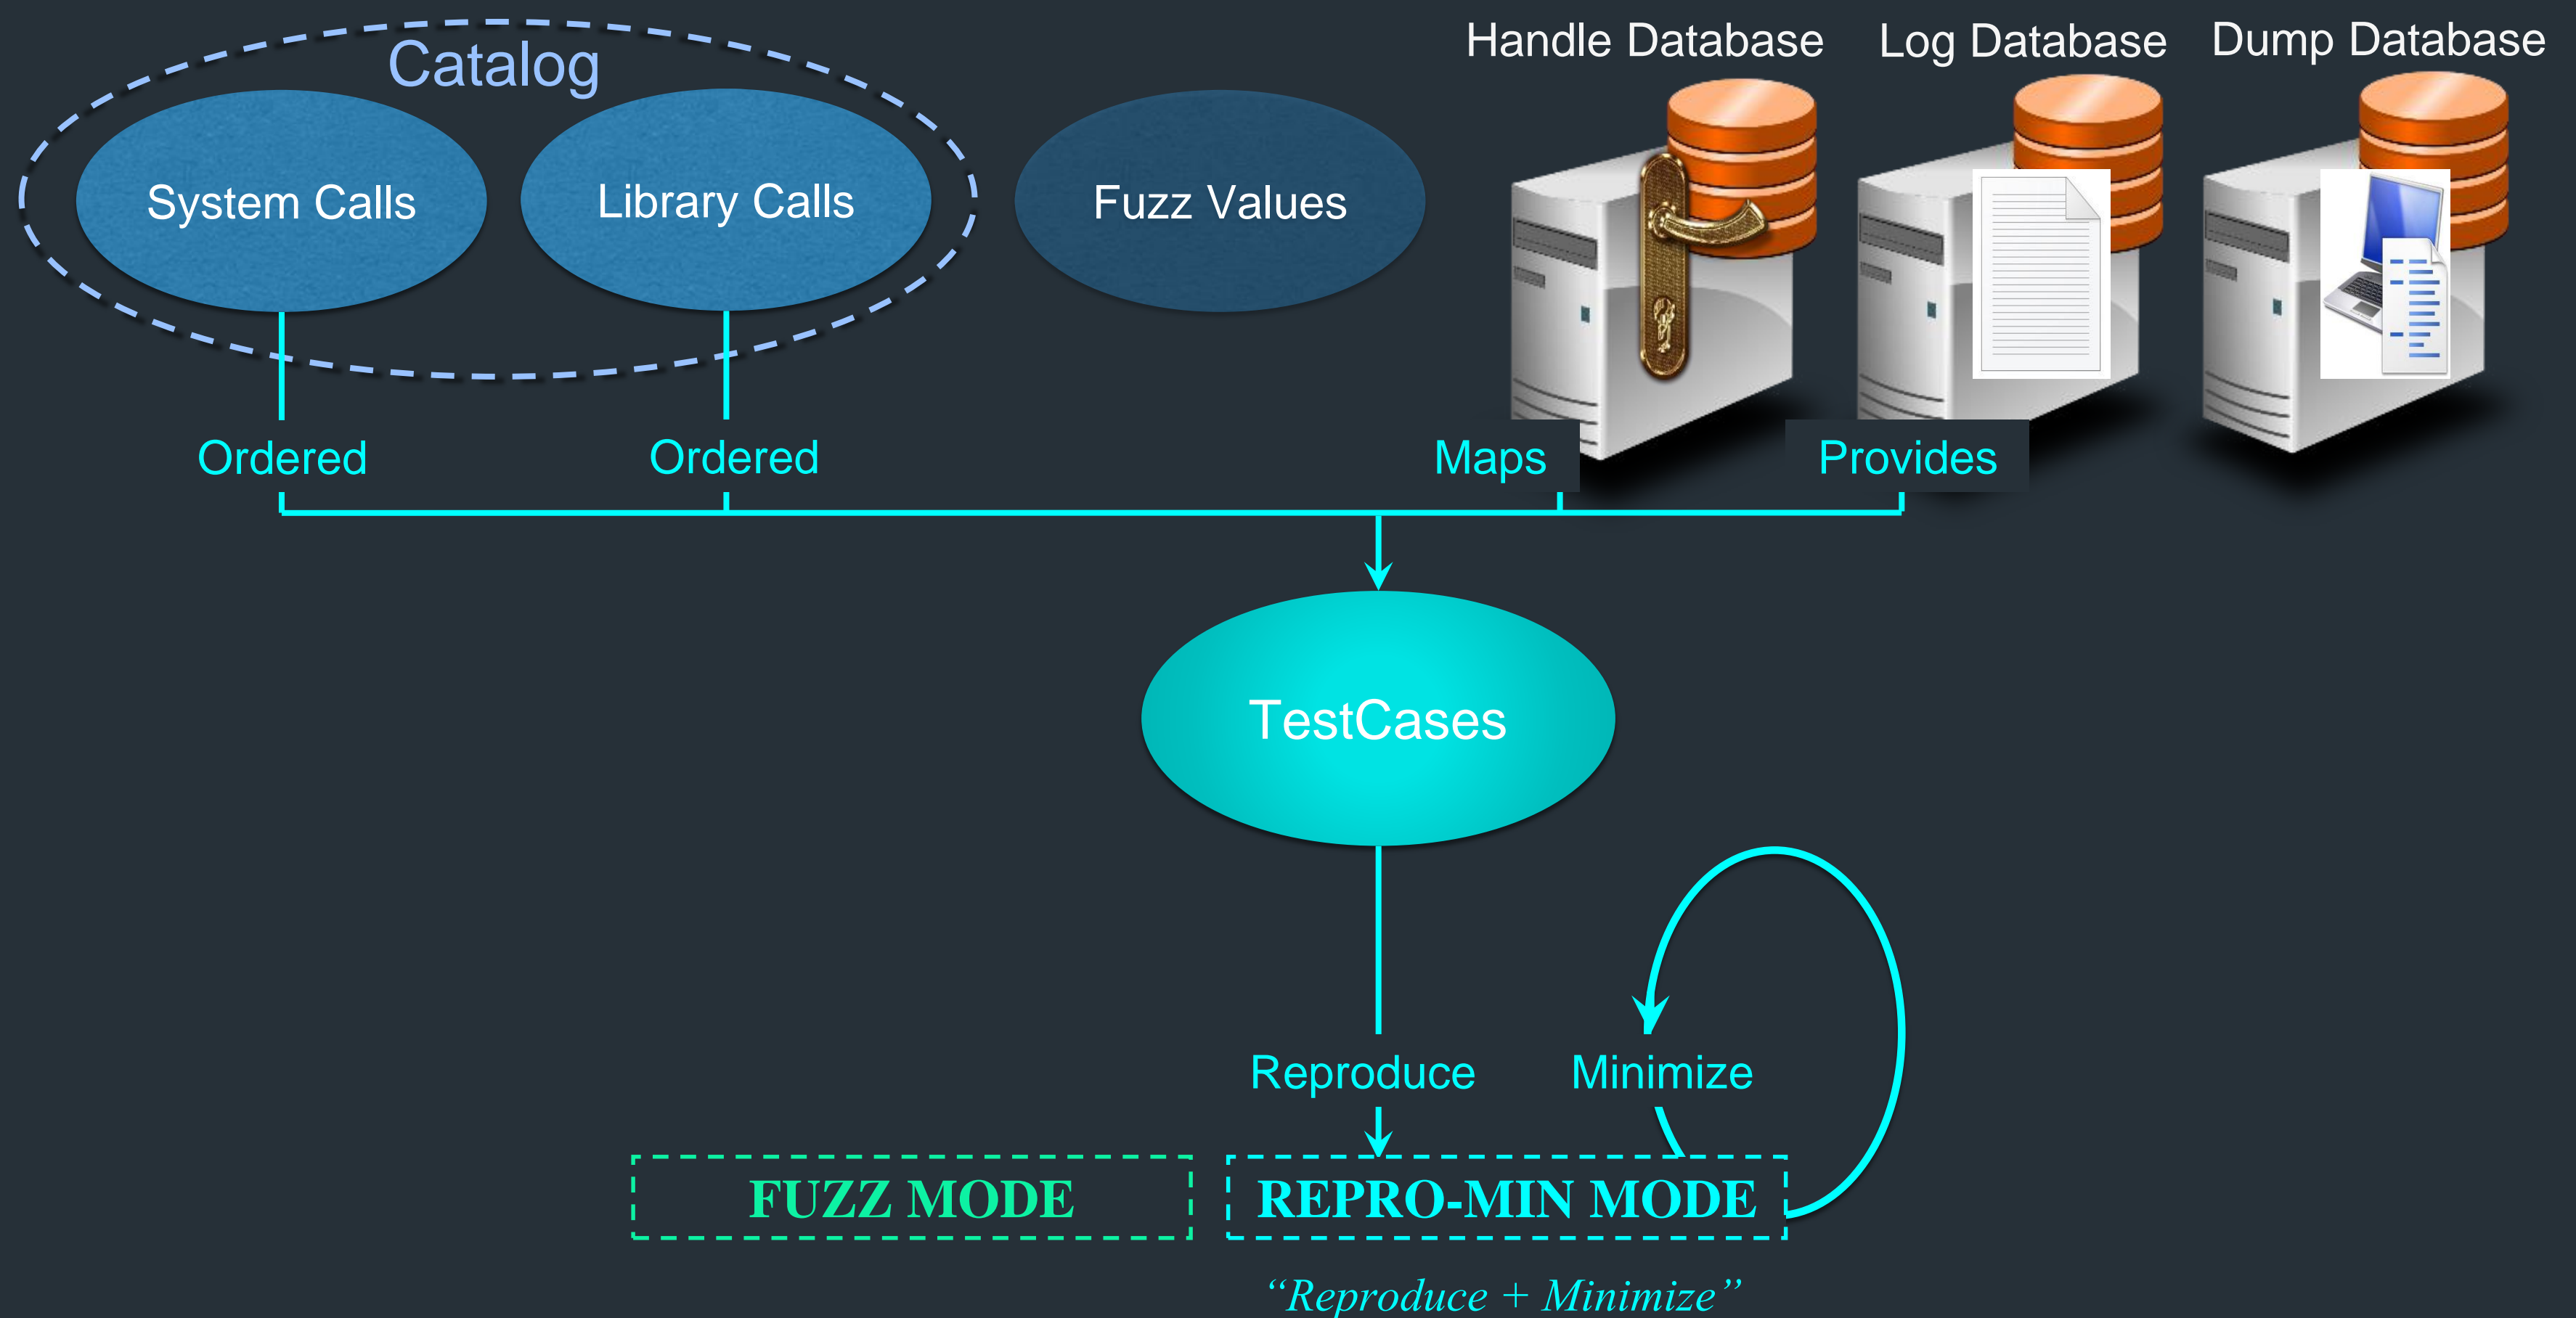 Catalog
System Calls
Library Calls
Fuzz Values
Handle Database
Log Database
Dump Database
Ordered
Ordered
Maps
Provides
TestCases
Reproduce
Minimize
FUZZ MODE
REPRO-MIN MODE
“Reproduce + Minimize”